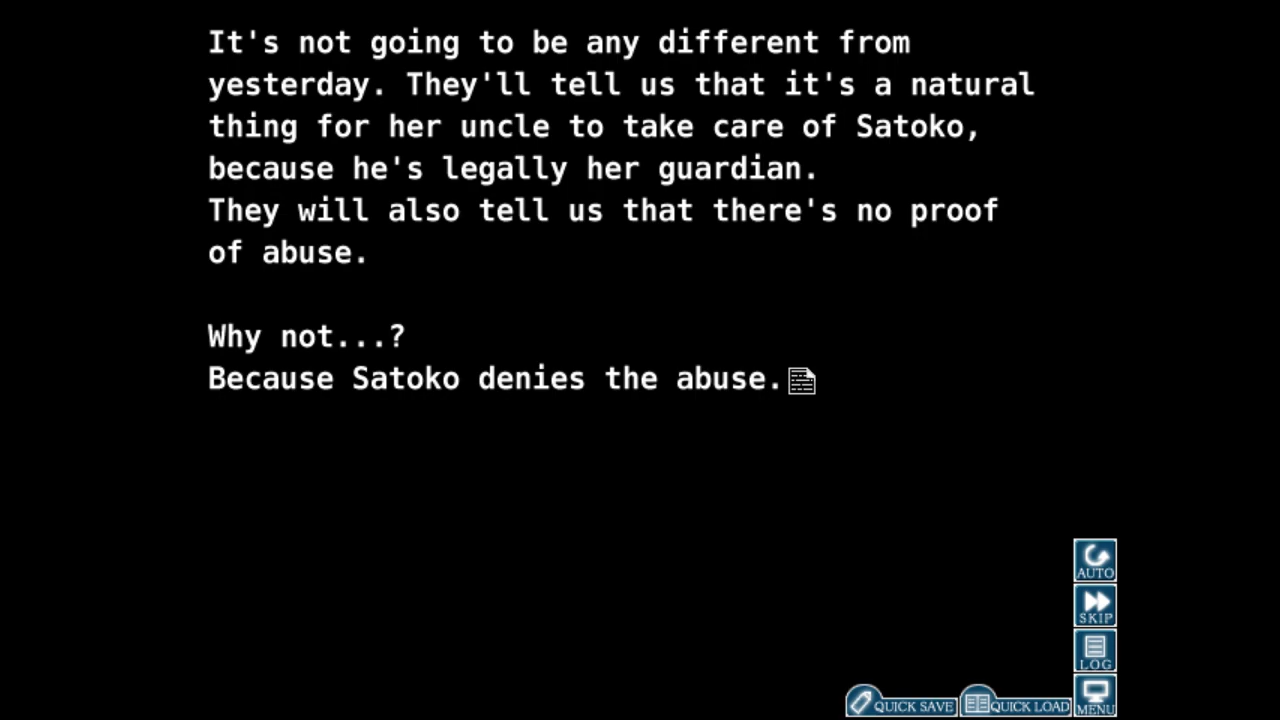 It's not going to be any different from
yesterday. They'll tell us that it's a natural
thing for her uncle to take care of Satoko,
because he's legally her guardian.
They will also tell us that there's no proof
of abuse.
Why not...?
Because Satoko denies the abuse.
AUTO
SKIP
LOG
QUICK SAVE
QUICK LOAD
MENU